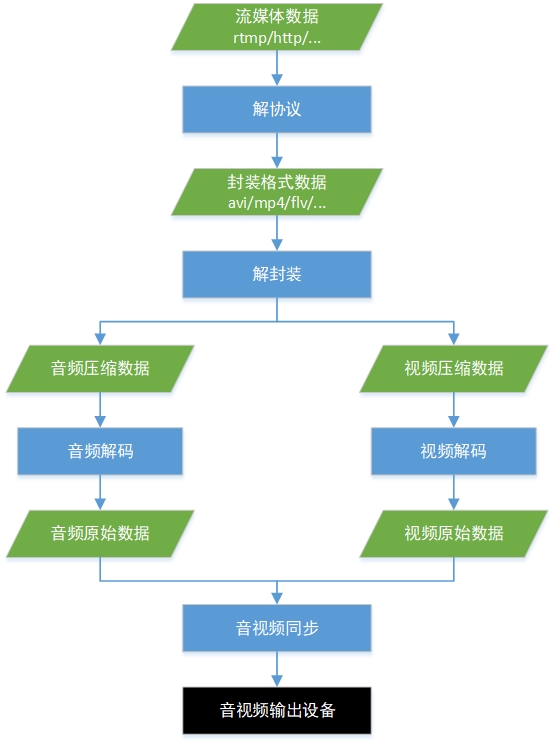 流媒体数据
rtmp/http/...
解协议
封装格式数据
avi/mp4/flv/...
解封装
音频压缩数据
视频压缩数据
音频解码
视频解码
音频原始数据
视频原始数据
音视频同步
音视频输出设备